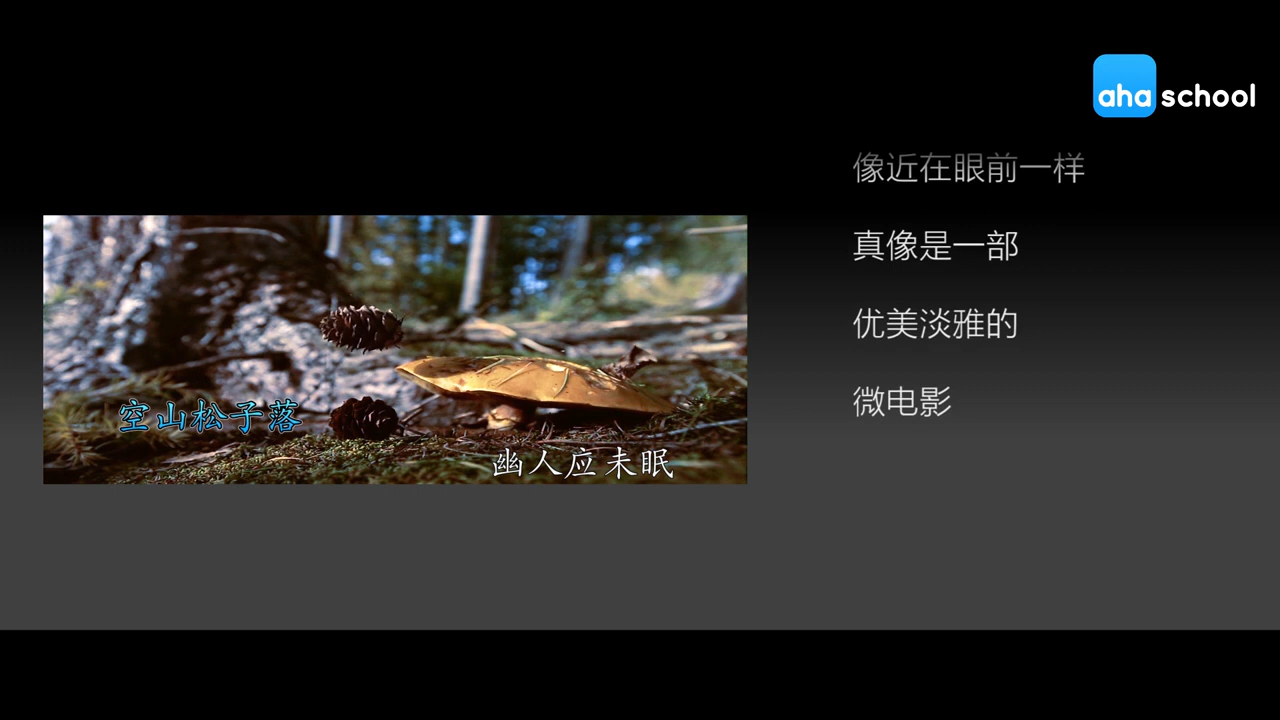 aha school
像近在眼前一样
真像是一部
优美淡雅的
微电影
空山松子落
幽人应未眠